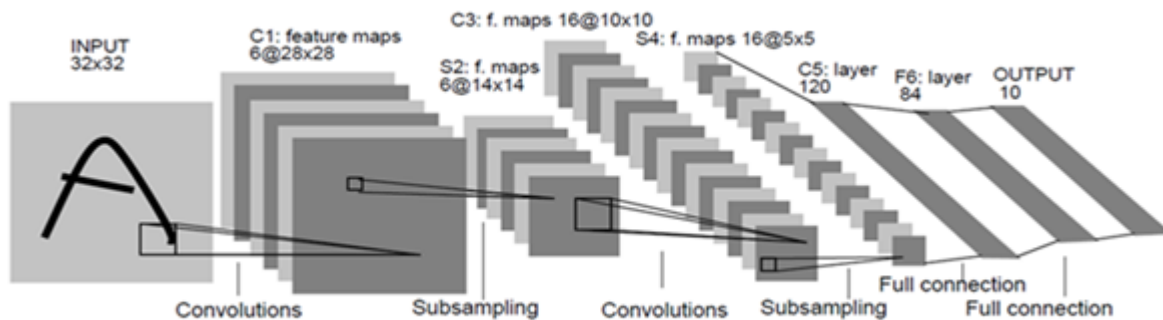 INPUT
32x32
C1: feature maps
6@28x28
S2: f. maps
6@14x14
C3: f. maps 16@10x10
S4: f. maps 16@5x5
C5: layer
120
F6: layer
84
OUTPUT
10
Convolutions
Subsampling
Convolutions
Subsampling
Full connection
Full connection